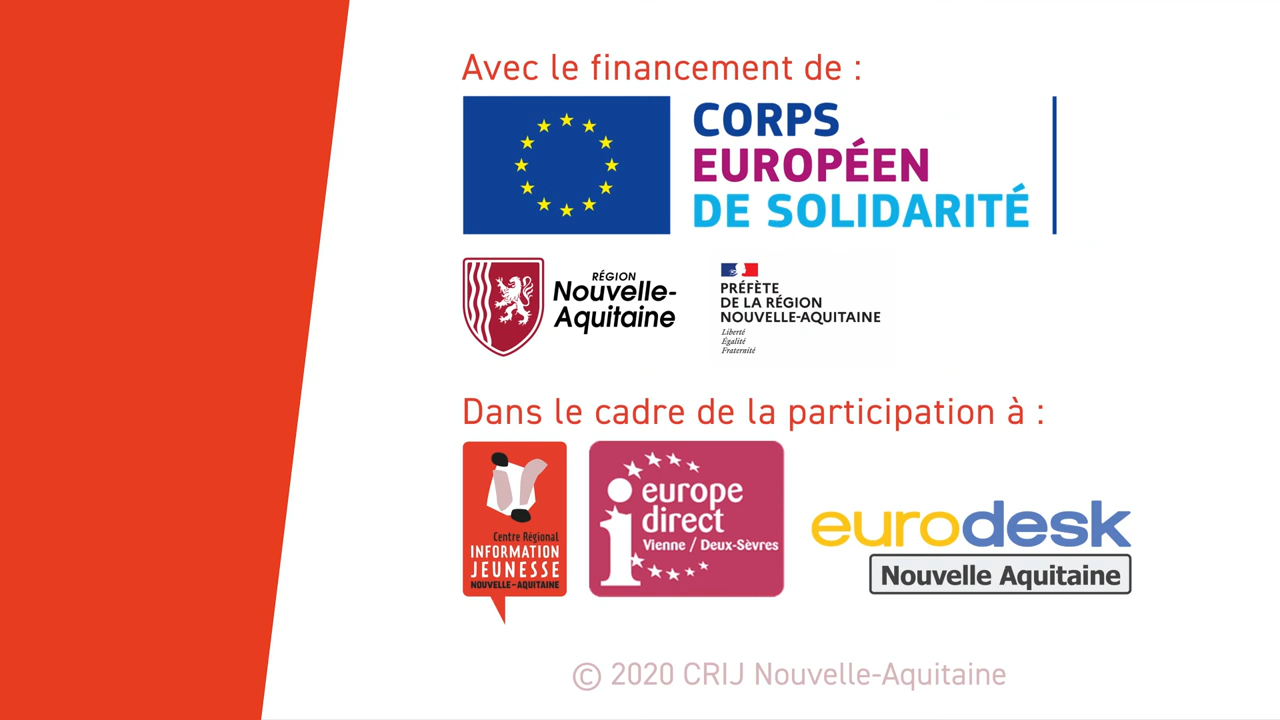 Avec le financement de :
CORPS
EUROPÉEN
DE SOLIDARITÉ
RÉGION
Nouvelle-
Aquitaine
PRÉFÈTE
DE LA RÉGION
NOUVELLE-AQUITAINE
Liberté
Égalité
Fraternité
Dans le cadre de la participation à :
Centre Régional
INFORMATION
JEUNESSE
NOUVELLE-AQUITAINE
i europe
direct
Vienne / Deux-Sèvres
eurodesk
Nouvelle Aquitaine
© 2020 CRIJ Nouvelle-Aquitaine